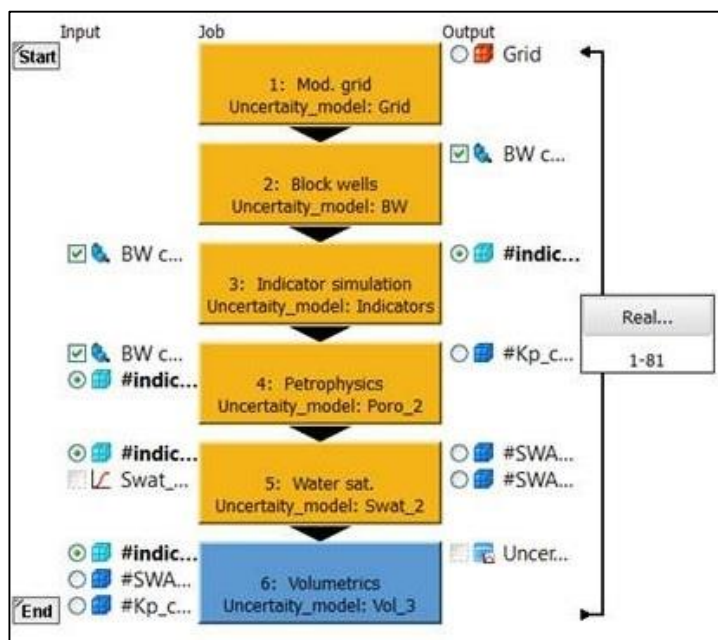 Input Job Output
Start
Grid
1: Mod. grid
Uncertaity_model: Grid
BW c...
2: Block wells
Uncertaity_model: BW
BW c...
#indic...
3: Indicator simulation
Uncertaity_model: Indicators
Real...
1-81
BW c...
#indic...
#Kp_c...
4: Petrophysics
Uncertaity_model: Poro_2
#indic...
Swat_...
#SWA...
#SWA...
5: Water sat.
Uncertaity_model: Swat_2
#indic...
#SWA...
#Kp_c...
Uncer...
6: Volumetrics
Uncertaity_model: Vol_3
End